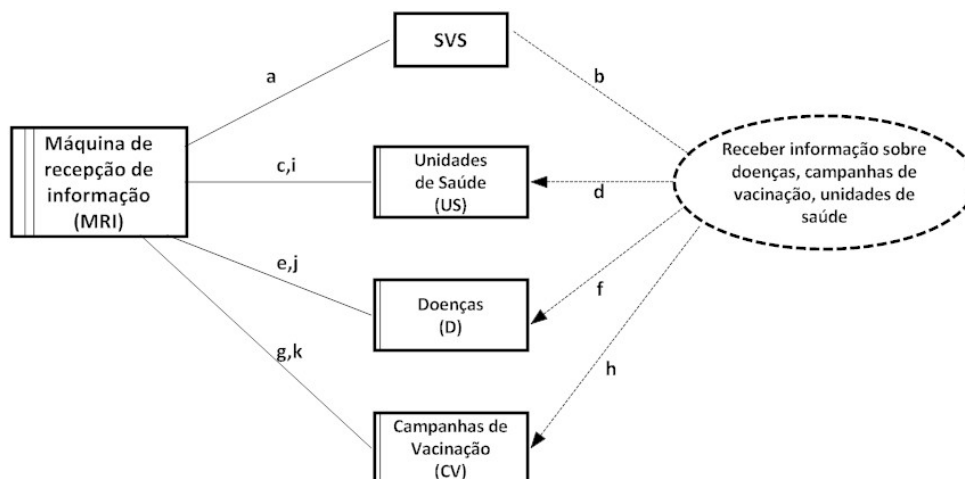 SVS
a
b
Máquina de
recepção de
informação
(MRI)
c,i
Unidades
de Saúde
(US)
d
Receber informação sobre
doenças, campanhas de
vacinação, unidades de
saúde
e,j
Doenças
(D)
f
g,k
h
Campanhas de
Vacinação
(CV)